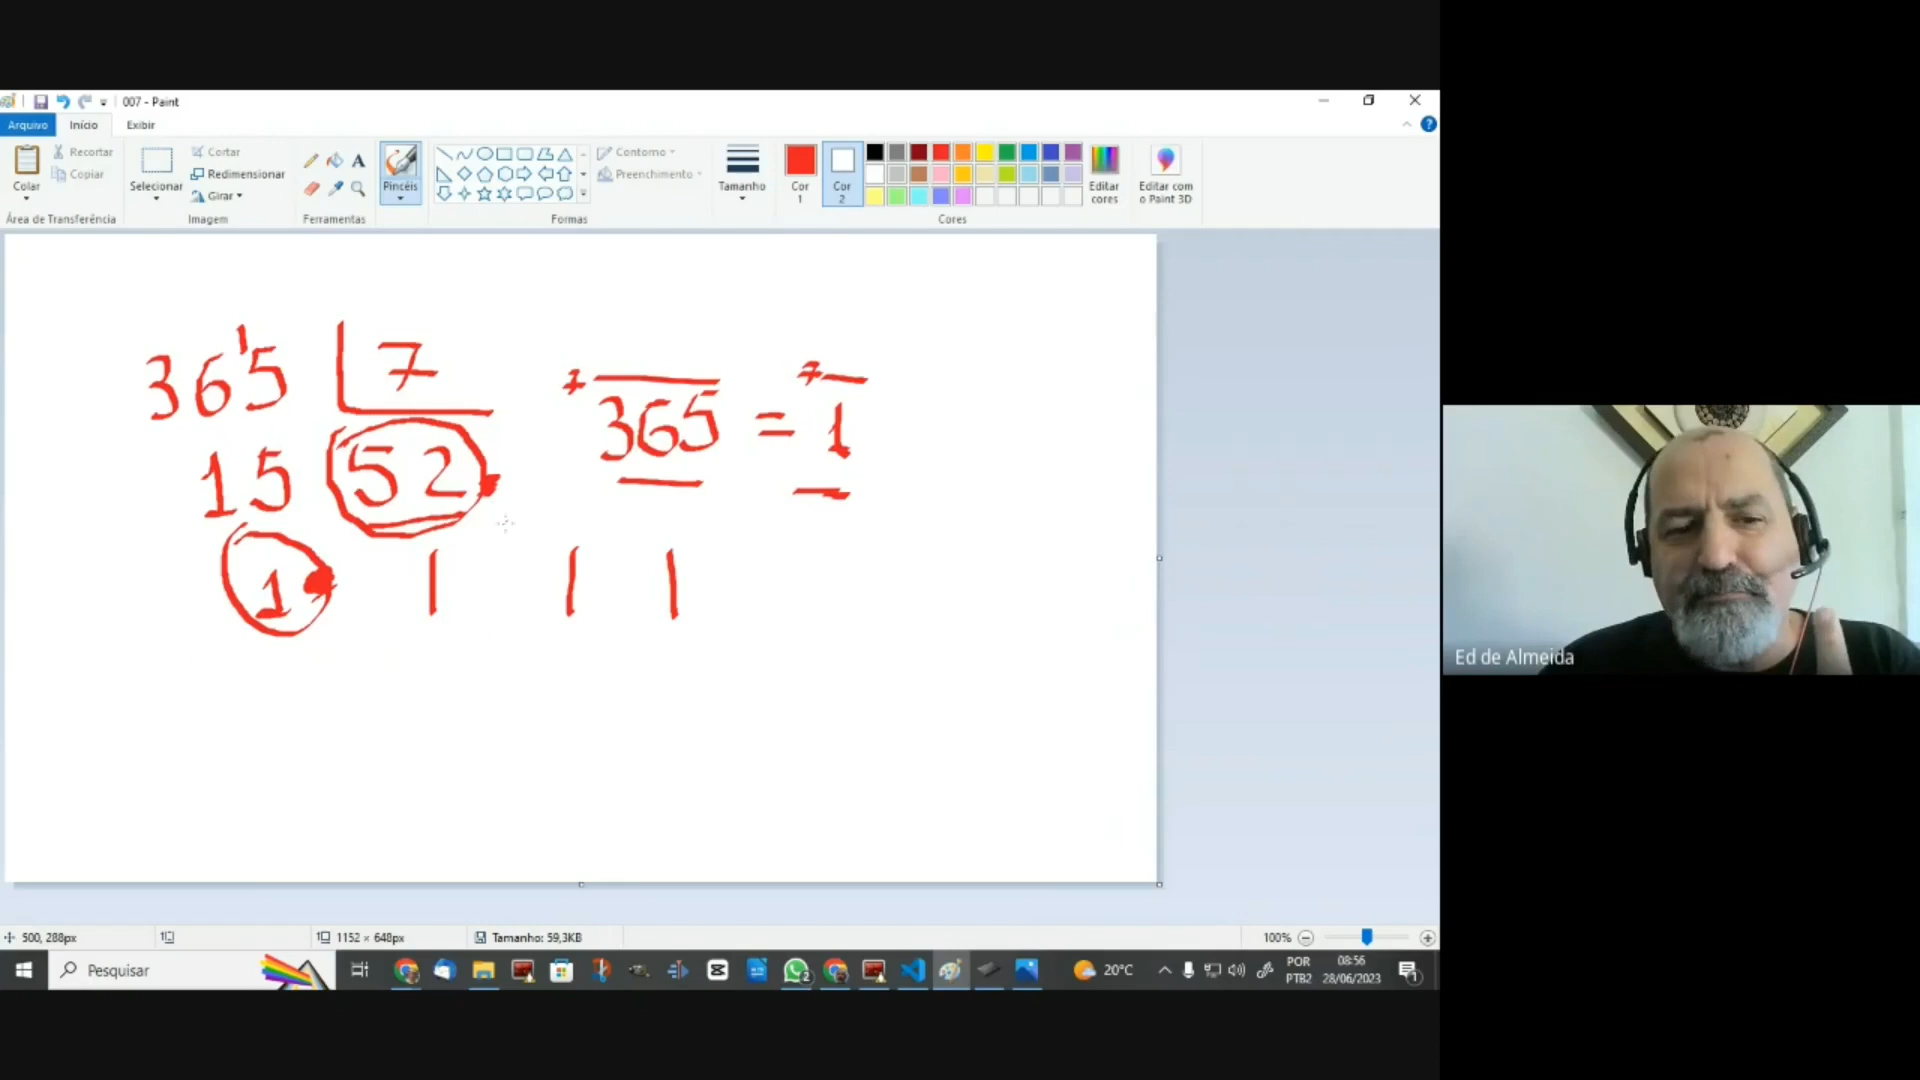 007 - Paint
Arquivo Início Exibir
Colar
Recortar
Copiar
Área de Transferência
Selecionar
Cortar
Redimensionar
Girar
Imagem
A
Ferramentas
Pincéis
Contorno
Preenchimento
Formas
Tamanho
Cor
1
Cor
2
Editar
cores
Cores
Editar com
o Paint 3D
365 7
15 52
1
7 365 = 7 1
Ed de Almeida
500, 288px
1152 × 648px
Tamanho: 59,3KB
100%
Pesquisar
2
20°C
POR
PTB2
08:56
28/06/2023
1